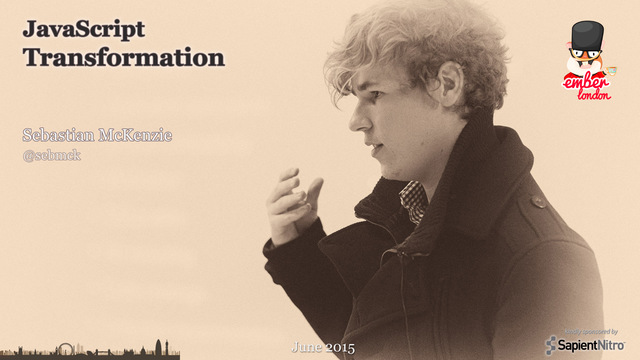 JavaScript
Transformation
Sebastian McKenzie
@sebmck
ember
london
kindly sponsored by
SapientNitro
June 2015